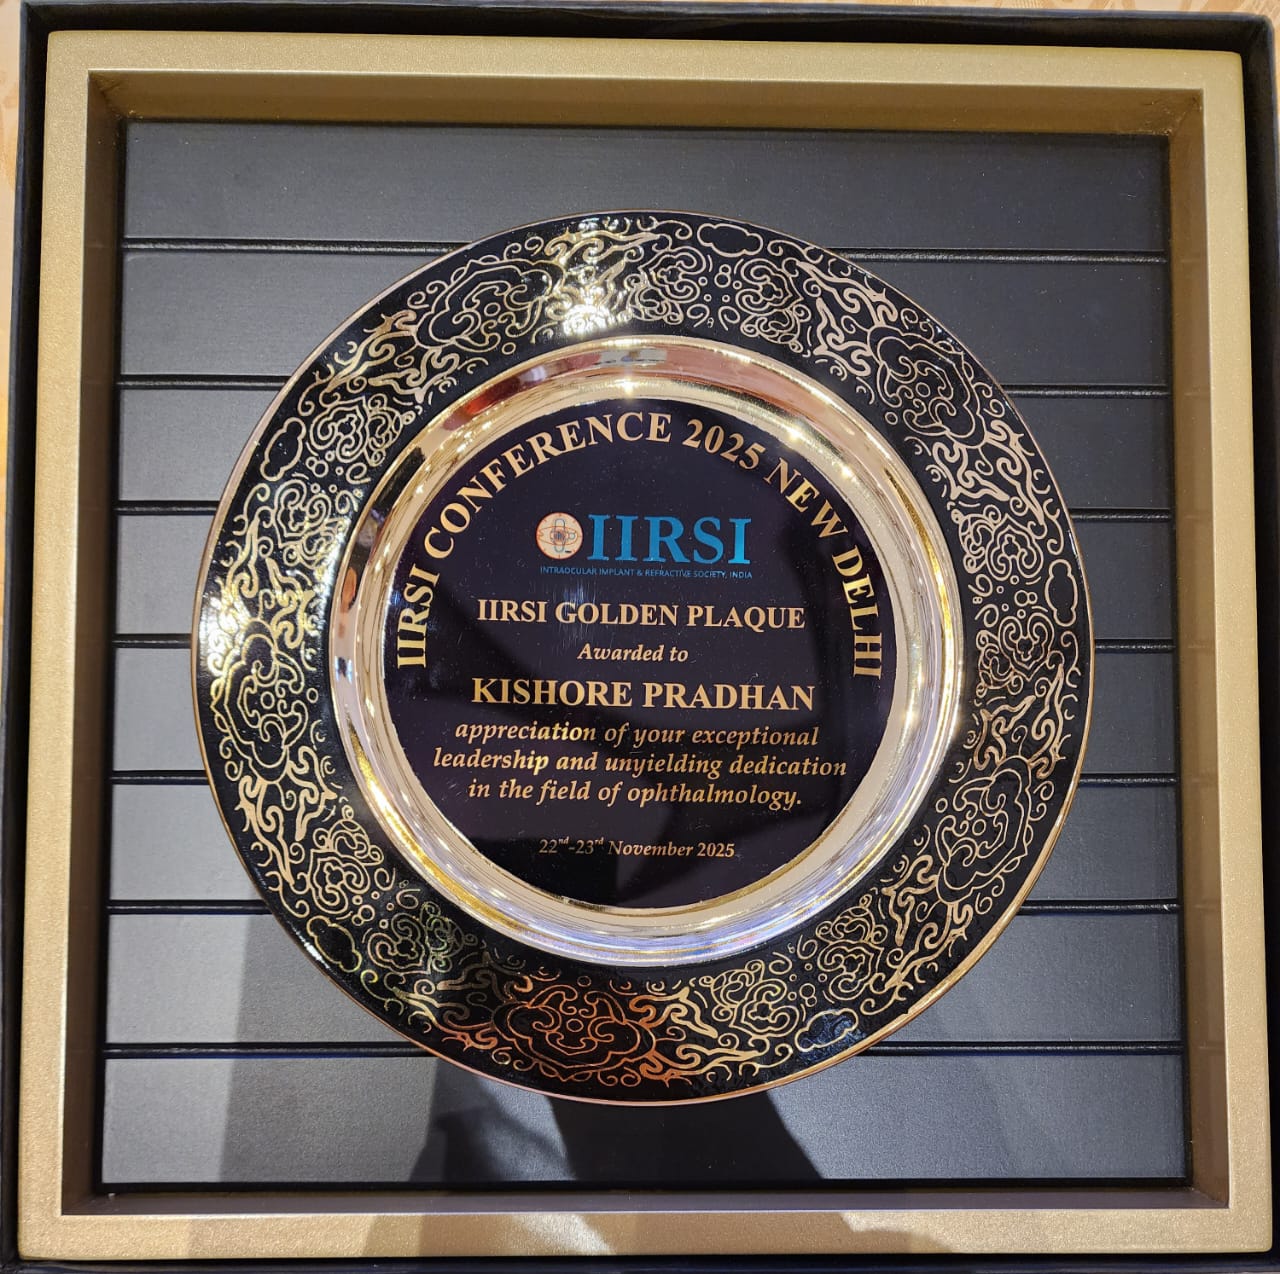 IIRSI CONFERENCE 2025 NEW DELHI
IIRSI
INTRAOCULAR IMPLANT & REFRACTIVE SOCIETY, INDIA
IIRSI GOLDEN PLAQUE
Awarded to
KISHORE PRADHAN
appreciation of your exceptional
leadership and unyielding dedication
in the field of ophthalmology.
22nd-23rd November 2025